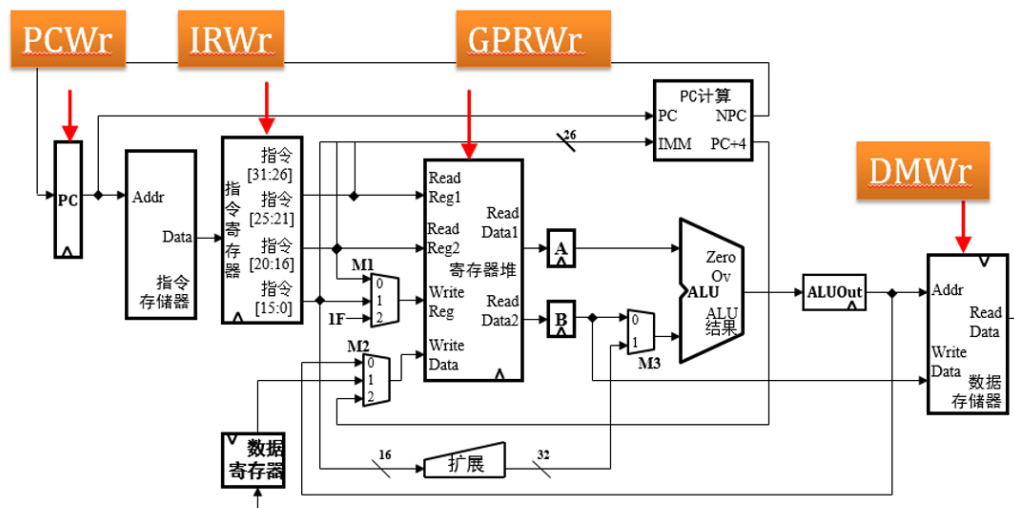 PCWr
IRWr
GPRWr
DMWr
PC计算
PC
NPC
IMM
PC+4
26
PC
Addr
Data
指令
存储器
指令寄存器
指令
[31:26]
指令
[25:21]
指令
[20:16]
指令
[15:0]
M1
0
1
2
1F
M2
0
1
2
Read
Reg1
Read
Reg2
Write
Reg
Write
Data
Read
Data1
寄存器堆
Read
Data2
A
B
0
1
M3
Zero
Ov
ALU
ALU
结果
ALUOut
Addr
Read
Data
Write
Data
数据
存储器
数据
寄存器
16
扩展
32